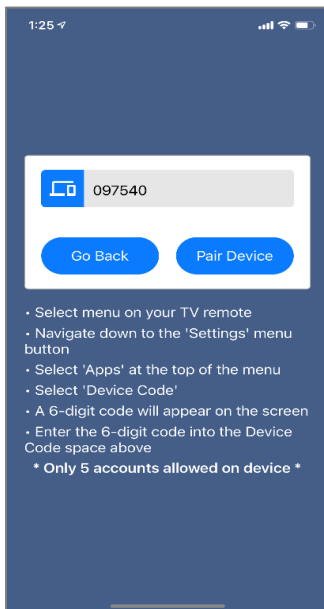 1:25
097540
Go Back
Pair Device
• Select menu on your TV remote
• Navigate down to the 'Settings' menu
button
• Select 'Apps' at the top of the menu
• Select 'Device Code'
• A 6-digit code will appear on the screen
• Enter the 6-digit code into the Device
Code space above
* Only 5 accounts allowed on device *